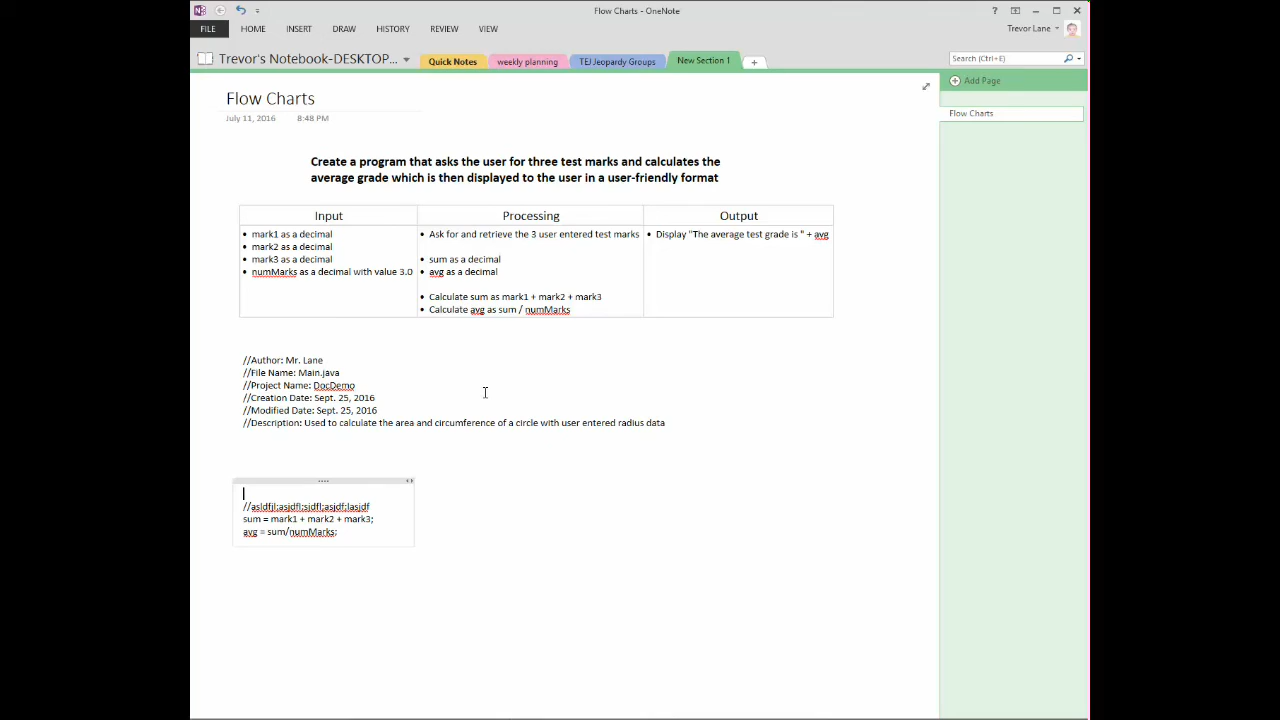 Flow Charts - OneNote
FILE HOME INSERT DRAW HISTORY REVIEW VIEW
Trevor Lane
Trevor's Notebook-DESKTOP...
Quick Notes
weekly planning
TEJ Jeopardy Groups
New Section 1
Search (Ctrl+E)
Add Page
Flow Charts
Flow Charts
July 11, 2016 8:48 PM
Create a program that asks the user for three test marks and calculates the
average grade which is then displayed to the user in a user-friendly format
Input Processing Output
• mark1 as a decimal
• mark2 as a decimal
• mark3 as a decimal
• numMarks as a decimal with value 3.0
• Ask for and retrieve the 3 user entered test marks
• sum as a decimal
• avg as a decimal
• Calculate sum as mark1 + mark2 + mark3
• Calculate avg as sum / numMarks
• Display "The average test grade is " + avg
//Author: Mr. Lane
//File Name: Main.java
//Project Name: DocDemo
//Creation Date: Sept. 25, 2016
//Modified Date: Sept. 25, 2016
//Description: Used to calculate the area and circumference of a circle with user entered radius data
//asldfjl;asjdfl;sjdfl;asjdf;lasjdf
sum = mark1 + mark2 + mark3;
avg = sum/numMarks;